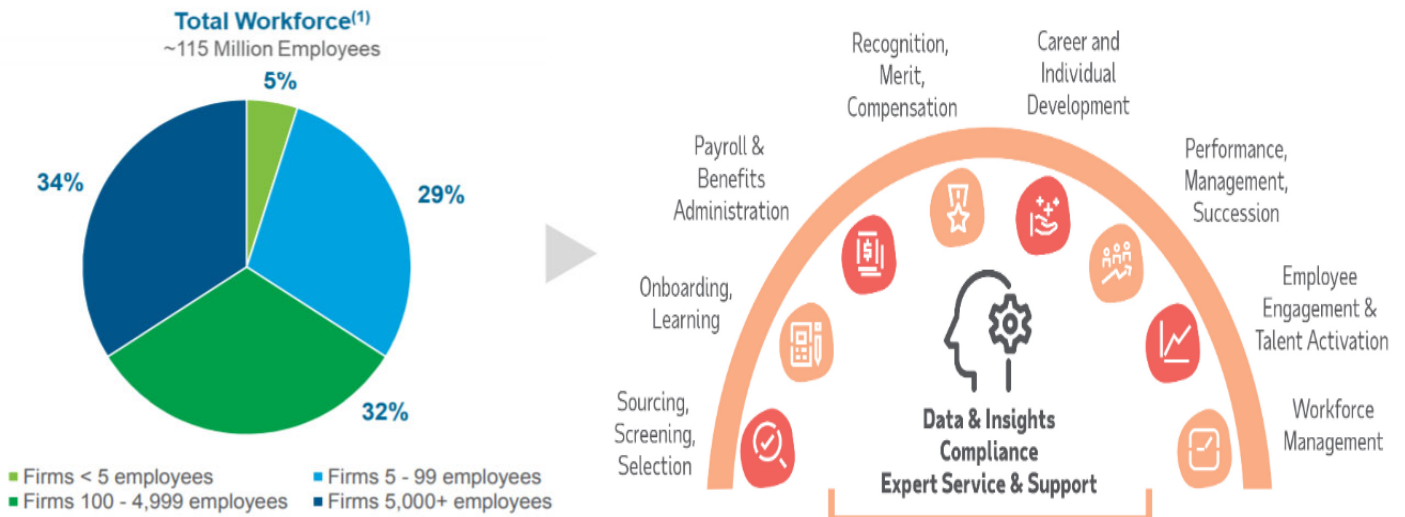 Total Workforce(1)
~115 Million Employees
5%
34%
29%
32%
Firms < 5 employees
Firms 5 - 99 employees
Firms 100 - 4,999 employees
Firms 5,000+ employees
Sourcing,
Screening,
Selection
Onboarding,
Learning
Payroll &
Benefits
Administration
Recognition,
Merit,
Compensation
Career and
Individual
Development
Performance,
Management,
Succession
Employee
Engagement &
Talent Activation
Workforce
Management
$
Data & Insights
Compliance
Expert Service & Support